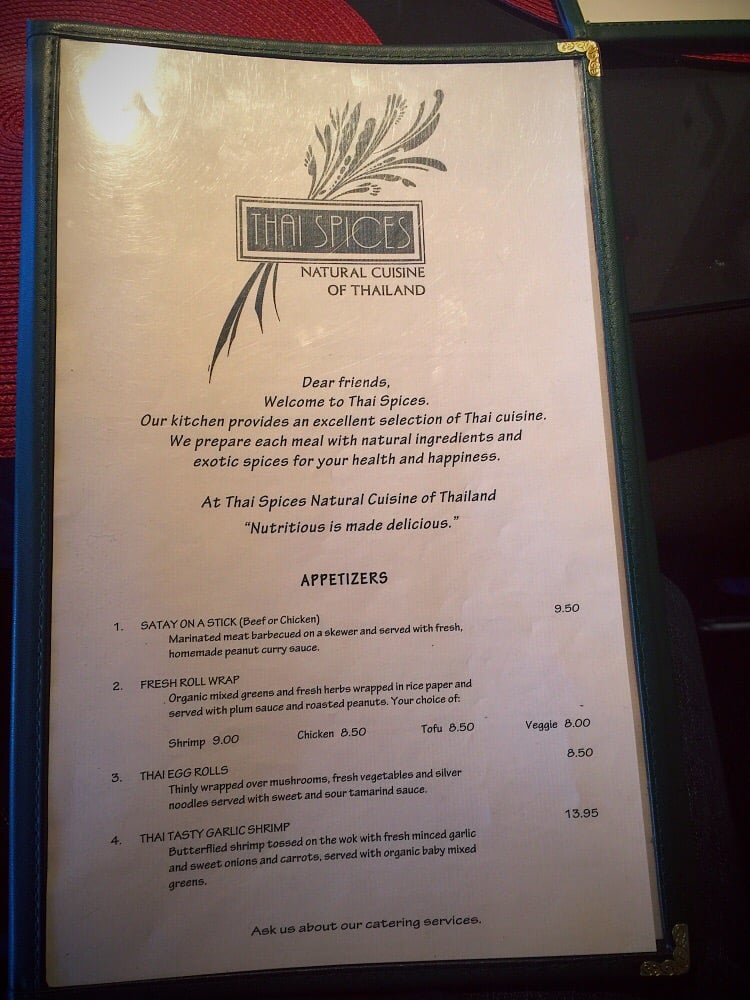 THAI SPICES
NATURAL CUISINE
OF THAILAND
Dear friends,
Welcome to Thai Spices.
Our kitchen provides an excellent selection of Thai cuisine.
We prepare each meal with natural ingredients and
exotic spices for your health and happiness.
At Thai Spices Natural Cuisine of Thailand
“Nutritious is made delicious.”
APPETIZERS
1. SATAY ON A STICK (Beef or Chicken) 9.50
Marinated meat barbecued on a skewer and served with fresh,
homemade peanut curry sauce.
2. FRESH ROLL WRAP
Organic mixed greens and fresh herbs wrapped in rice paper and
served with plum sauce and roasted peanuts. Your choice of:
Shrimp 9.00 Chicken 8.50 Tofu 8.50 Veggie 8.00
3. THAI EGG ROLLS 8.50
Thinly wrapped over mushrooms, fresh vegetables and silver
noodles served with sweet and sour tamarind sauce.
4. THAI TASTY GARLIC SHRIMP 13.95
Butterflied shrimp tossed on the wok with fresh minced garlic
and sweet onions and carrots, served with organic baby mixed
greens.
Ask us about our catering services.